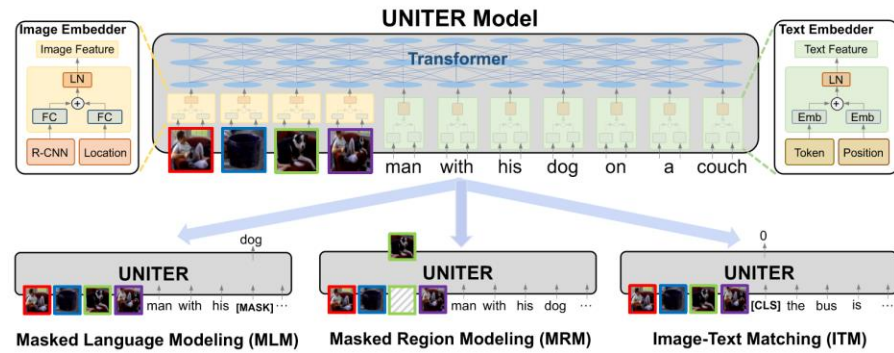 UNITER Model
Image Embedder
Image Feature
LN
+
FC FC
R-CNN Location
Transformer
Text Embedder
Text Feature
LN
+
Emb Emb
Token Position
man with his dog on a couch
dog
UNITER
man with his [MASK] ...
Masked Language Modeling (MLM)
UNITER
man with his dog ...
Masked Region Modeling (MRM)
0
UNITER
[CLS] the bus is ...
Image-Text Matching (ITM)